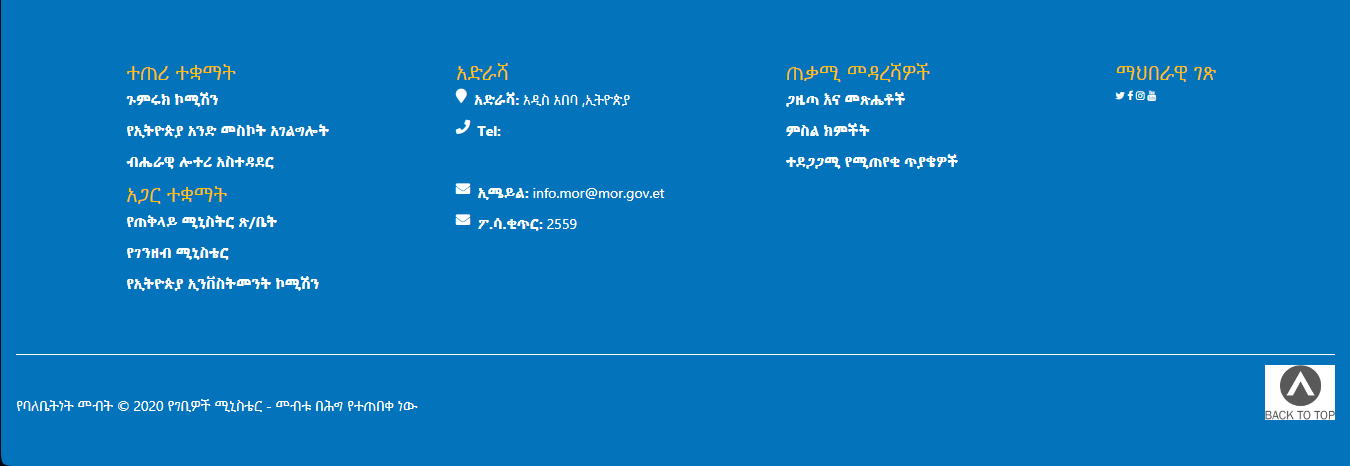 ተጠሪ ተቋማት
ጉምሩክ ኮሚሽን
የኢትዮጵያ አንድ መስኮት አገልግሎት
ብሔራዊ ሎተሪ አስተዳደር
አጋር ተቋማት
የጠቅላይ ሚኒስትር ጽ/ቤት
የገንዘብ ሚኒስቴር
የኢትዮጵያ ኢንቨስትመንት ኮሚሽን
አድራሻ
አድራሻ: አዲስ አበባ ,ኢትዮጵያ
Tel:
ኢሜይል: info.mor@mor.gov.et
ፖ.ሳ.ቁጥር: 2559
ጠቃሚ መዳረሻዎች
ጋዜጣ እና መጽሔቶች
ምስል ክምችት
ተደጋጋሚ የሚጠየቁ ጥያቄዎች
ማህበራዊ ገጽ
የባለቤትነት መብት © 2020 የገቢዎች ሚኒስቴር - መብቱ በሕግ የተጠበቀ ነው
BACK TO TOP